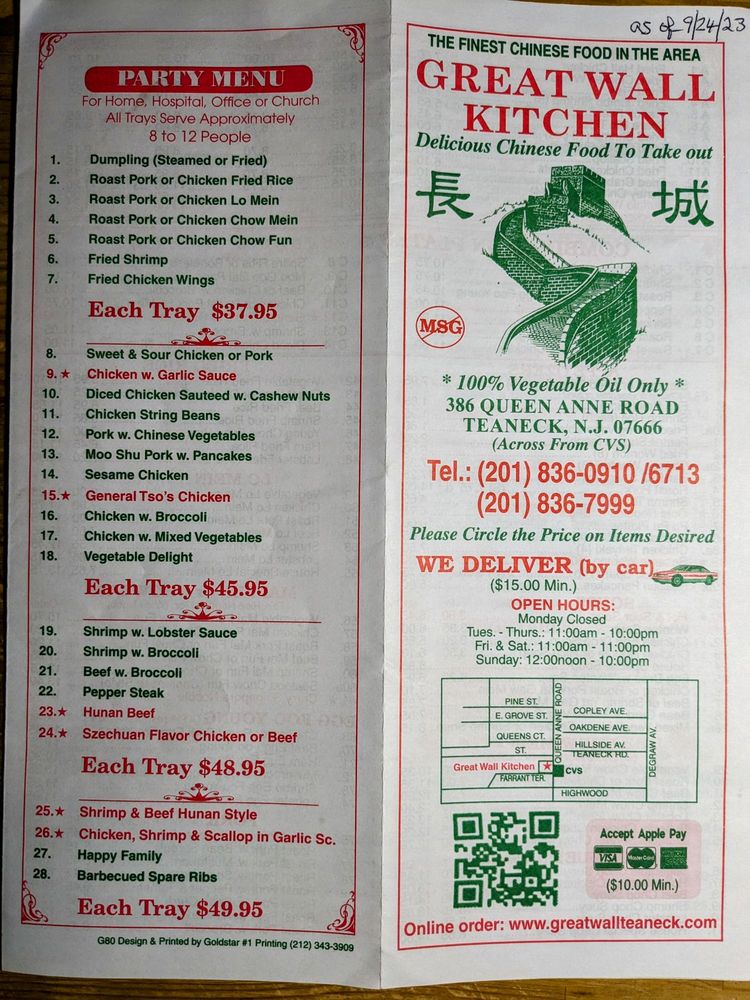 PARTY MENU
For Home, Hospital, Office or Church
All Trays Serve Approximately
8 to 12 People
1. Dumpling (Steamed or Fried)
2. Roast Pork or Chicken Fried Rice
3. Roast Pork or Chicken Lo Mein
4. Roast Pork or Chicken Chow Mein
5. Roast Pork or Chicken Chow Fun
6. Fried Shrimp
7. Fried Chicken Wings
Each Tray $37.95
8. Sweet & Sour Chicken or Pork
9. ★ Chicken w. Garlic Sauce
10. Diced Chicken Sauteed w. Cashew Nuts
11. Chicken String Beans
12. Pork w. Chinese Vegetables
13. Moo Shu Pork w. Pancakes
14. Sesame Chicken
15.★ General Tso's Chicken
16. Chicken w. Broccoli
17. Chicken w. Mixed Vegetables
18. Vegetable Delight
Each Tray $45.95
19. Shrimp w. Lobster Sauce
20. Shrimp w. Broccoli
21. Beef w. Broccoli
22. Pepper Steak
23.★ Hunan Beef
24.★ Szechuan Flavor Chicken or Beef
Each Tray $48.95
25.★ Shrimp & Beef Hunan Style
26.★ Chicken, Shrimp & Scallop in Garlic Sc.
27. Happy Family
28. Barbecued Spare Ribs
Each Tray $49.95
G80 Design & Printed by Goldstar #1 Printing (212) 343-3909
as of 9/24/23
THE FINEST CHINESE FOOD IN THE AREA
GREAT WALL
KITCHEN
Delicious Chinese Food To Take out
長 城
MSG
* 100% Vegetable Oil Only *
386 QUEEN ANNE ROAD
TEANECK, N.J. 07666
(Across From CVS)
Tel.: (201) 836-0910 /6713
(201) 836-7999
Please Circle the Price on Items Desired
WE DELIVER (by car)
($15.00 Min.)
OPEN HOURS:
Monday Closed
Tues. - Thurs.: 11:00am - 10:00pm
Fri. & Sat.: 11:00am - 11:00pm
Sunday: 12:00noon - 10:00pm
PINE ST.
E. GROVE ST.
QUEENS CT.
ST.
Great Wall Kitchen ★
FARRANT TER.
QUEEN ANNE ROAD
COPLEY AVE.
OAKDENE AVE.
HILLSIDE AV.
TEANECK RD.
CVS
HIGHWOOD
DEGRAW AV.
Accept Apple Pay
VISA MasterCard
($10.00 Min.)
Online order: www.greatwallteaneck.com